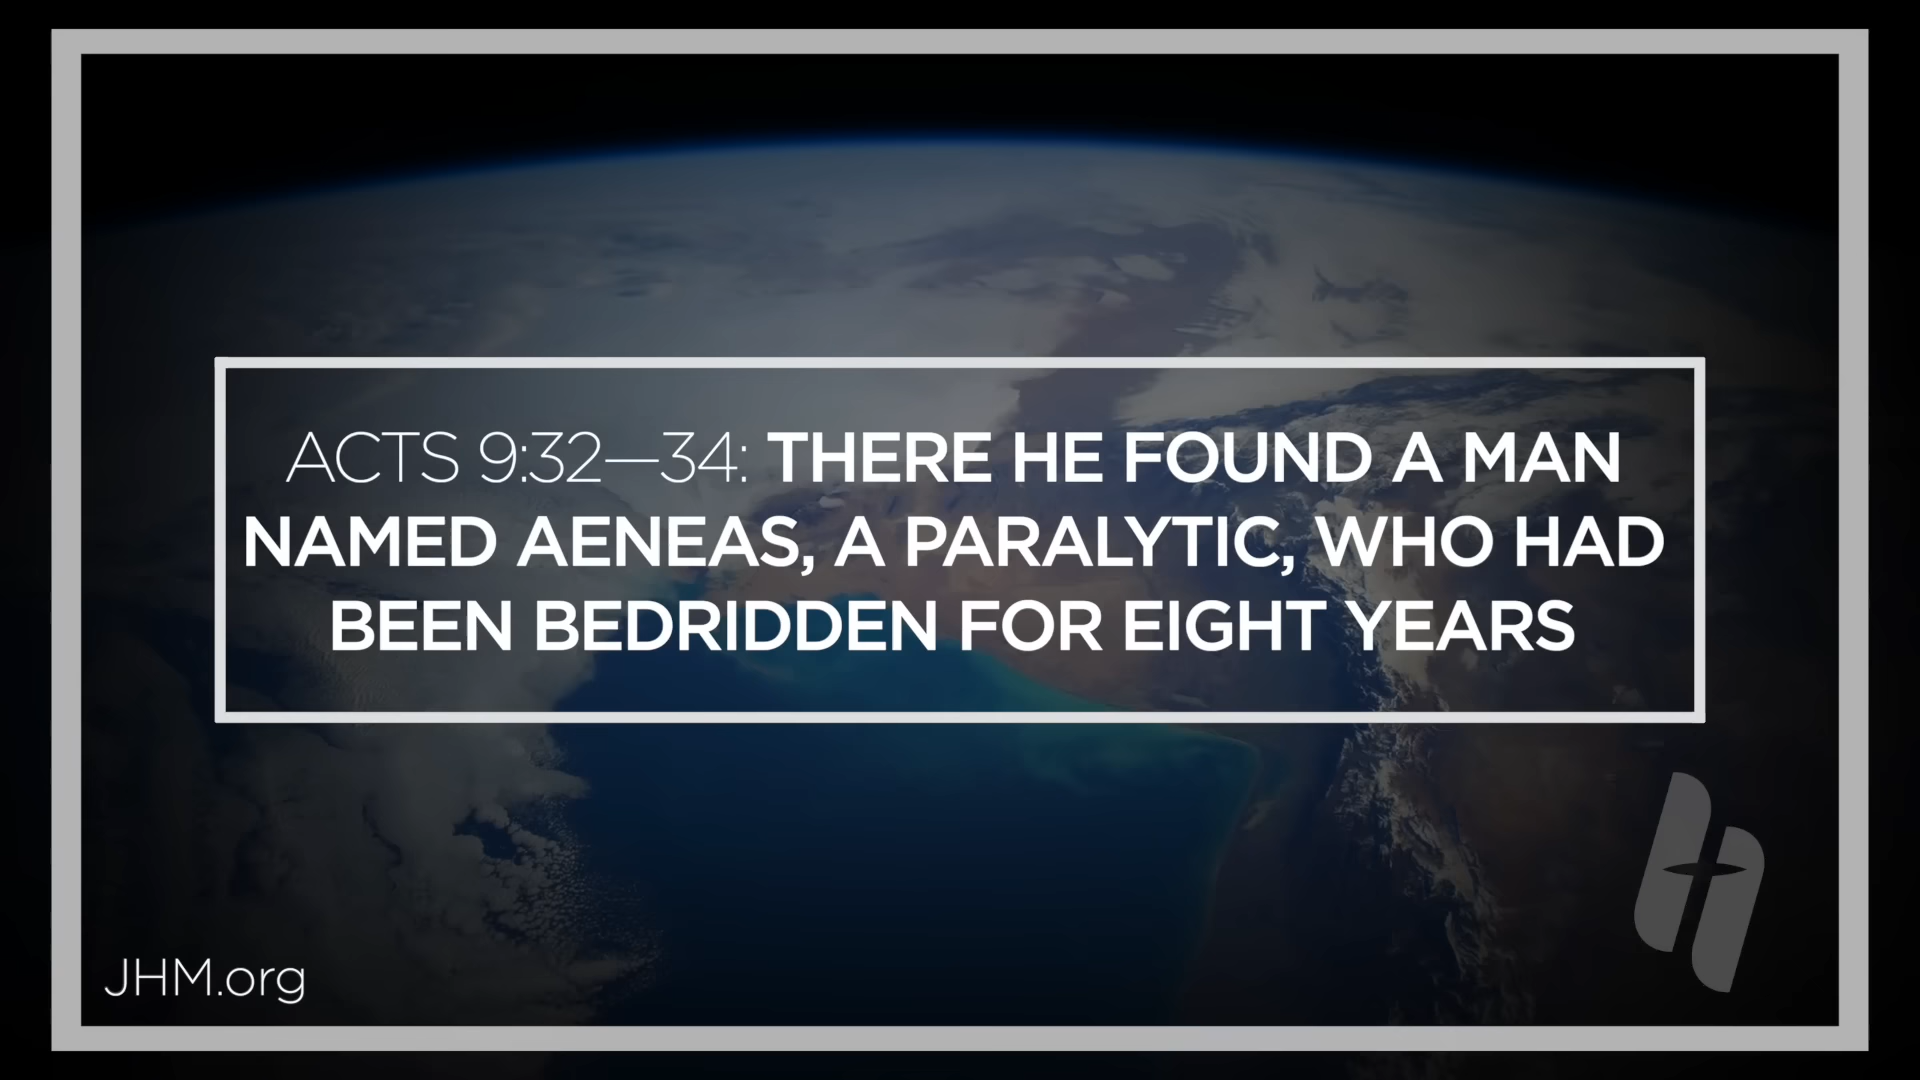 ACTS 9:32—34: THERE HE FOUND A MAN
NAMED AENEAS, A PARALYTIC, WHO HAD
BEEN BEDRIDDEN FOR EIGHT YEARS
JHM.org